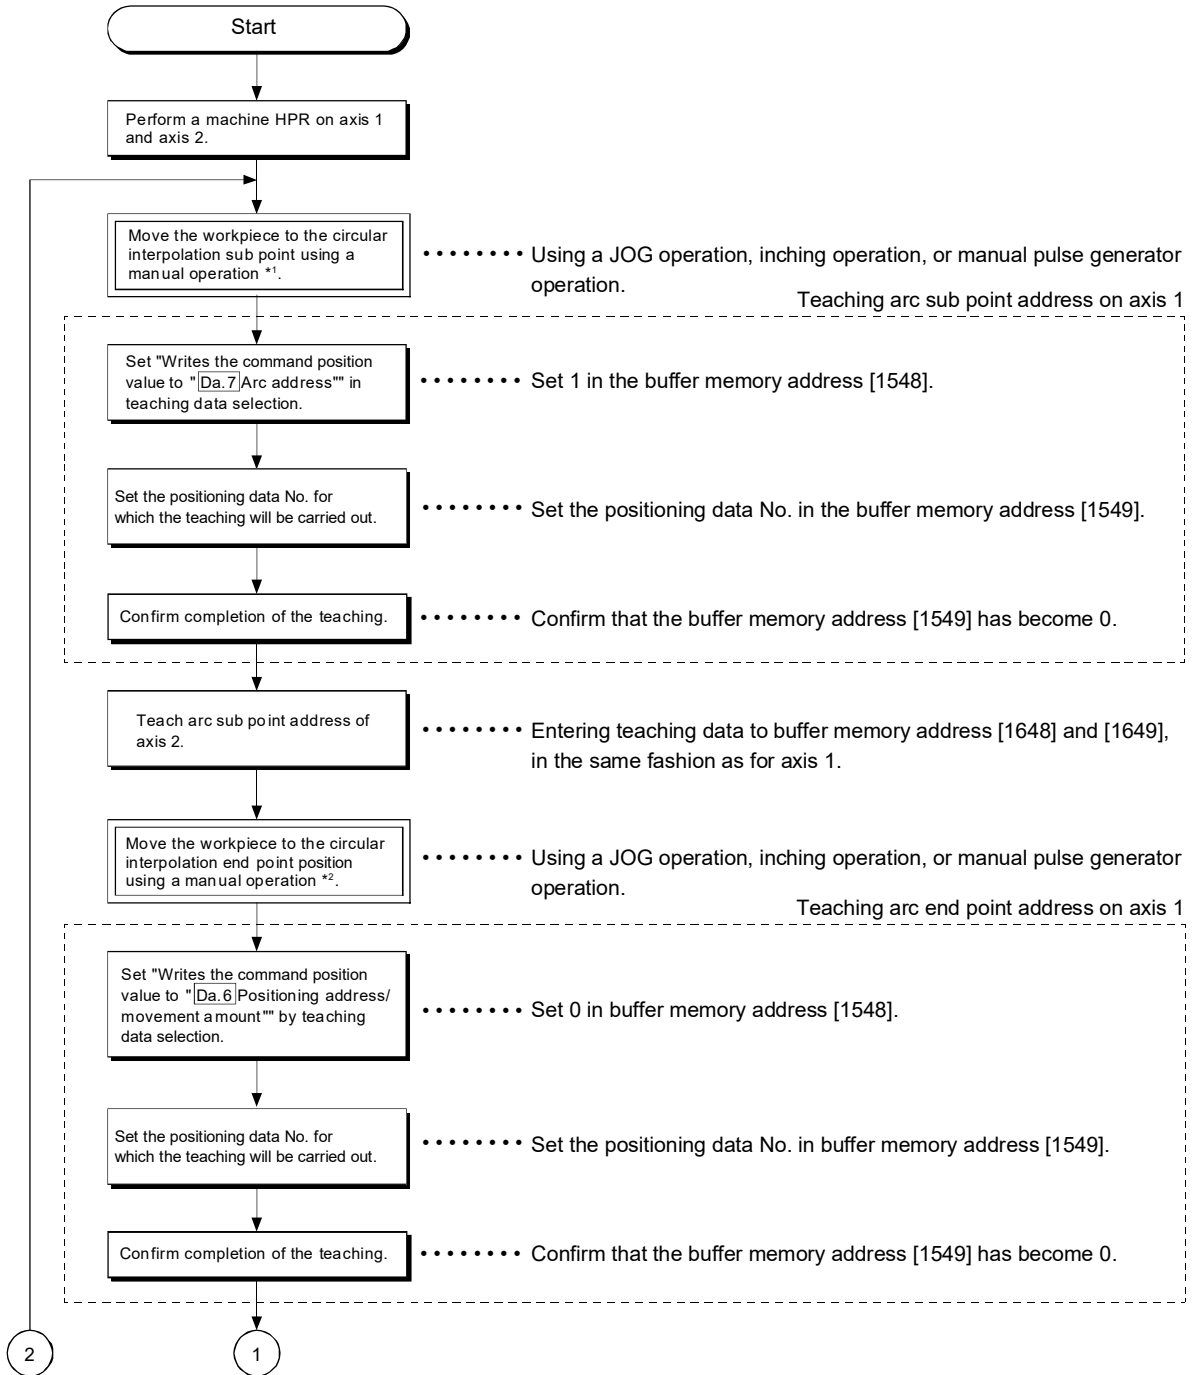 Start
Perform a machine HPR on axis 1
and axis 2.
Move the workpiece to the circular
interpolation sub point using a
manual operation *1.
• • • • • • • • Using a JOG operation, inching operation, or manual pulse generator
operation.
Teaching arc sub point address on axis 1
Set "Writes the command position
value to "Da.7 Arc address"" in
teaching data selection.
• • • • • • • • Set 1 in the buffer memory address [1548].
Set the positioning data No. for
which the teaching will be carried out.
• • • • • • • • Set the positioning data No. in the buffer memory address [1549].
Confirm completion of the teaching.
• • • • • • • • Confirm that the buffer memory address [1549] has become 0.
Teach arc sub point address of
axis 2.
• • • • • • • • Entering teaching data to buffer memory address [1648] and [1649],
in the same fashion as for axis 1.
Move the workpiece to the circular
interpolation end point position
using a manual operation *2.
• • • • • • • • Using a JOG operation, inching operation, or manual pulse generator
operation.
Teaching arc end point address on axis 1
Set "Writes the command position
value to "Da.6 Positioning address/
movement amount"" by teaching
data selection.
• • • • • • • • Set 0 in buffer memory address [1548].
Set the positioning data No. for
which the teaching will be carried out.
• • • • • • • • Set the positioning data No. in buffer memory address [1549].
Confirm completion of the teaching.
• • • • • • • • Confirm that the buffer memory address [1549] has become 0.
2
1